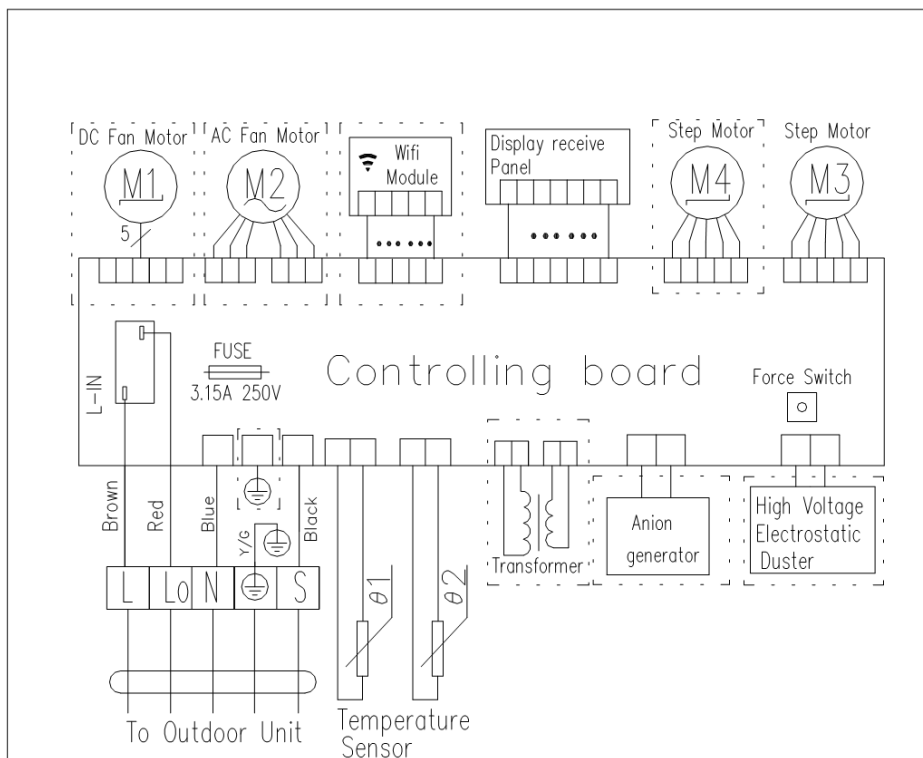 DC Fan Motor
AC Fan Motor
Wifi
Module
Display receive
Panel
Step Motor
Step Motor
M1
M2
M4
M3
5
L-IN
FUSE
3.15A 250V
Controlling board
Force Switch
Brown
Red
Blue
Y/G
Black
L
Lo
N
S
θ1
θ2
Transformer
Anion
generator
High Voltage
Electrostatic
Duster
To Outdoor Unit
Temperature
Sensor